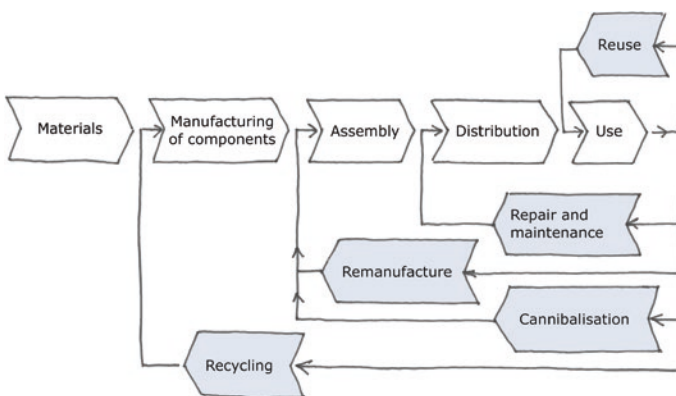 Reuse
Materials
Manufacturing
of components
Assembly
Distribution
Use
Repair and
maintenance
Remanufacture
Cannibalisation
Recycling